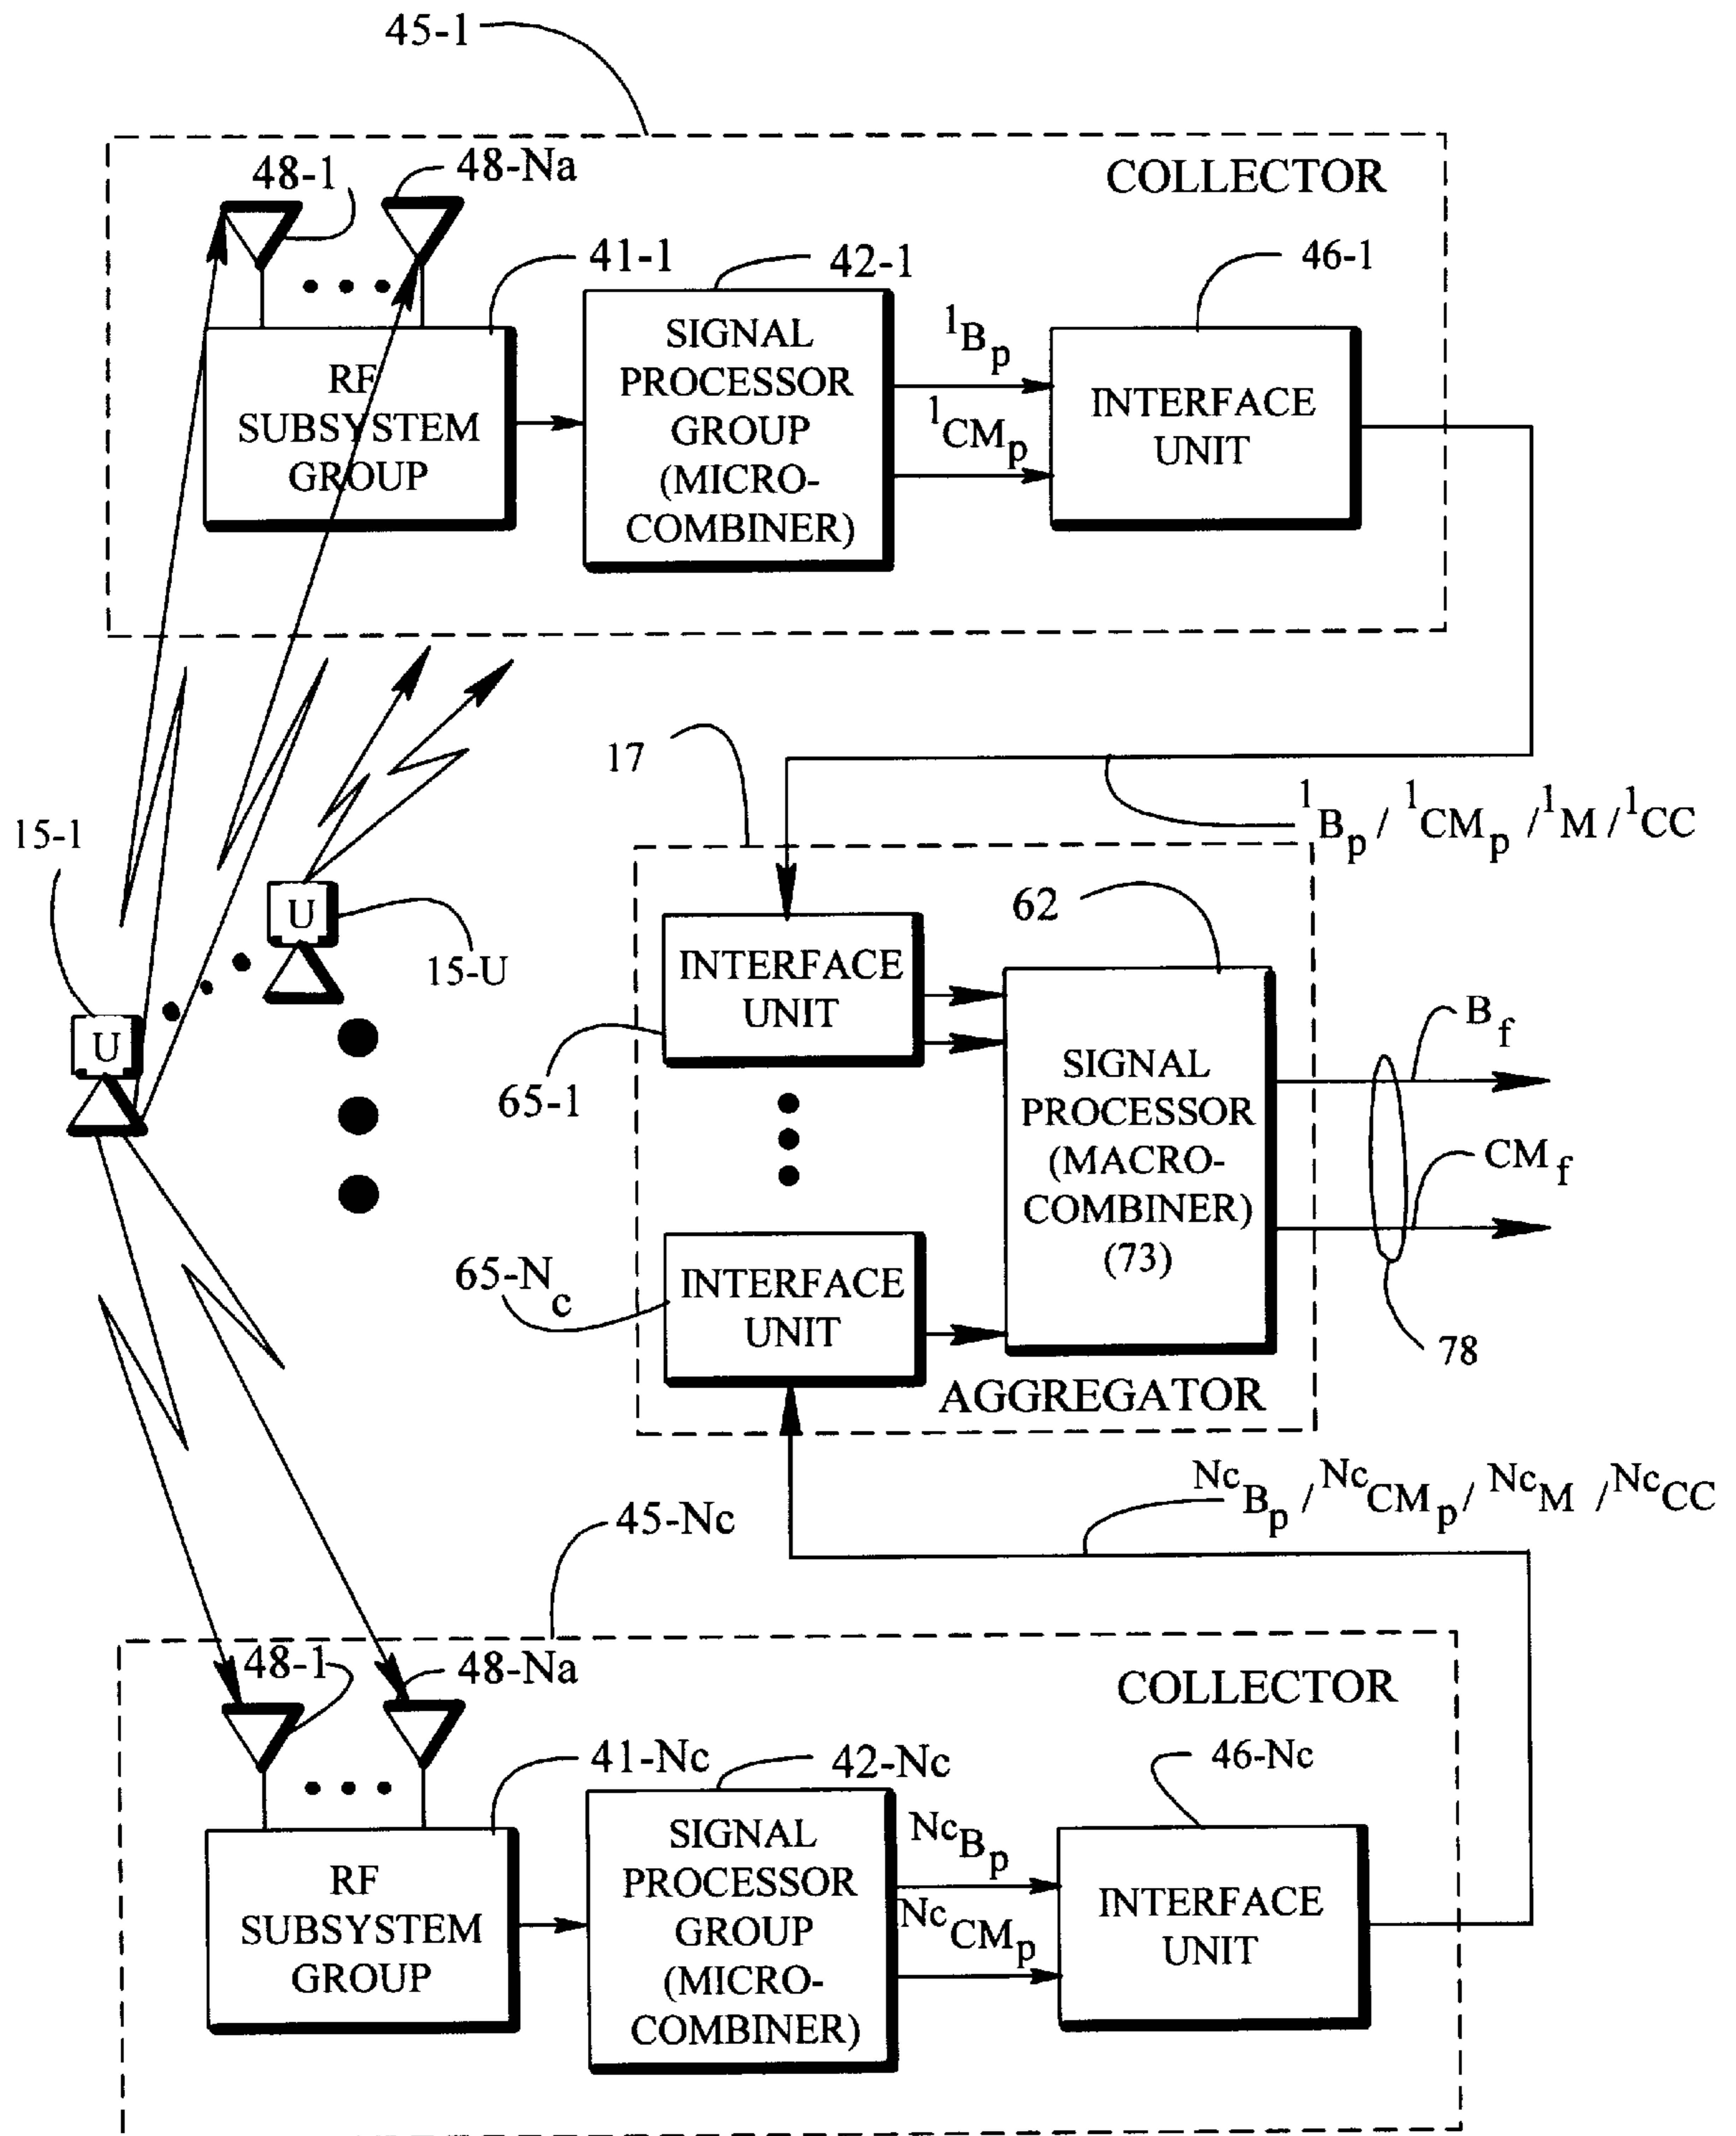 45-1
48-1
48-Na
COLLECTOR
41-1
42-1
46-1
RF
SUBSYSTEM
GROUP
SIGNAL
PROCESSOR
GROUP
(MICRO-
COMBINER)
1Bp
1CMp
INTERFACE
UNIT
17
1Bp / 1CMp / 1M / 1CC
15-1
U
15-U
U
62
INTERFACE
UNIT
65-1
SIGNAL
PROCESSOR
(MACRO-
COMBINER)
(73)
Bf
CMf
78
65-Nc
INTERFACE
UNIT
AGGREGATOR
NcBp / NcCMp / NcM / NcCC
45-Nc
48-1
48-Na
COLLECTOR
41-Nc
42-Nc
46-Nc
RF
SUBSYSTEM
GROUP
SIGNAL
PROCESSOR
GROUP
(MICRO-
COMBINER)
NcBp
NcCMp
INTERFACE
UNIT